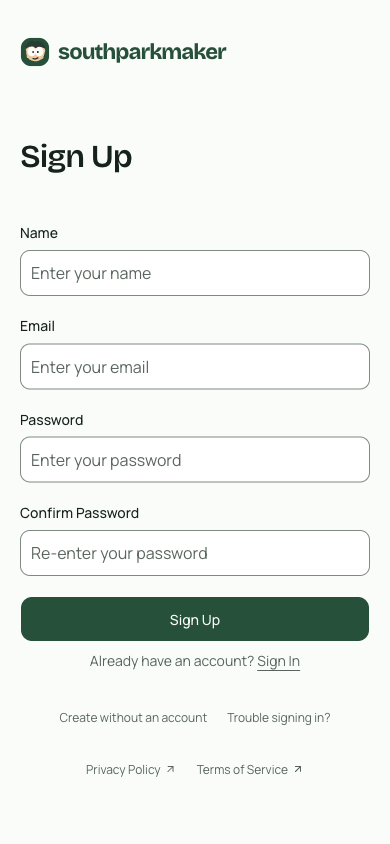 southparkmaker
Sign Up
Name
Enter your name
Email
Enter your email
Password
Enter your password
Confirm Password
Re-enter your password
Sign Up
Already have an account? Sign In
Create without an account Trouble signing in?
Privacy Policy ↗ Terms of Service ↗